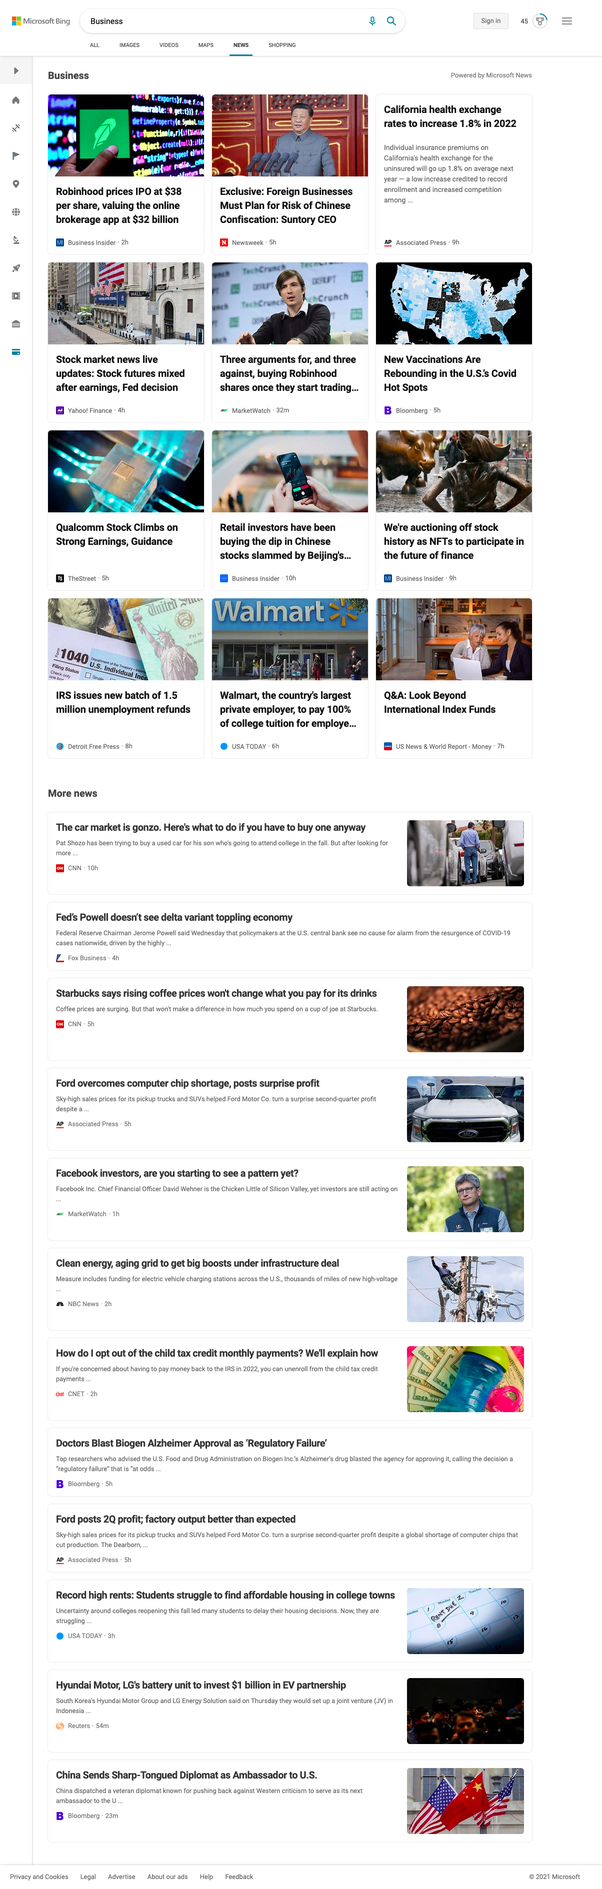 Microsoft Bing
Business
Sign in
45
ALL
IMAGES
VIDEOS
MAPS
NEWS
SHOPPING
Business
Powered by Microsoft News
Robinhood prices IPO at $38
per share, valuing the online
brokerage app at $32 billion
Business Insider · 2h
Exclusive: Foreign Businesses
Must Plan for Risk of Chinese
Confiscation: Suntory CEO
Newsweek · 5h
California health exchange
rates to increase 1.8% in 2022
Individual insurance premiums on
California's health exchange for the
uninsured will go up 1.8% on average next
year — a low increase credited to record
enrollment and increased competition
among ...
Associated Press · 9h
Stock market news live
updates: Stock futures mixed
after earnings, Fed decision
Yahoo! Finance · 4h
Three arguments for, and three
against, buying Robinhood
shares once they start trading...
MarketWatch · 32m
New Vaccinations Are
Rebounding in the U.S.'s Covid
Hot Spots
Bloomberg · 5h
Qualcomm Stock Climbs on
Strong Earnings, Guidance
TheStreet · 5h
Retail investors have been
buying the dip in Chinese
stocks slammed by Beijing's...
Business Insider · 10h
We're auctioning off stock
history as NFTs to participate in
the future of finance
Business Insider · 9h
1040
Walmart
IRS issues new batch of 1.5
million unemployment refunds
Detroit Free Press · 8h
Walmart, the country's largest
private employer, to pay 100%
of college tuition for employe...
USA TODAY · 6h
Q&A: Look Beyond
International Index Funds
US News & World Report - Money · 7h
More news
The car market is gonzo. Here's what to do if you have to buy one anyway
Pat Shozo has been trying to buy a used car for his son who's going to attend college in the fall. But after looking for
more ...
CNN · 10h
Fed's Powell doesn't see delta variant toppling economy
Federal Reserve Chairman Jerome Powell said Wednesday that policymakers at the U.S. central bank see no cause for alarm from the resurgence of COVID-19
cases nationwide, driven by the highly ...
Fox Business · 4h
Starbucks says rising coffee prices won't change what you pay for its drinks
Coffee prices are surging. But that won't make a difference in how much you spend on a cup of joe at Starbucks.
CNN · 5h
Ford overcomes computer chip shortage, posts surprise profit
Sky-high sales prices for its pickup trucks and SUVs helped Ford Motor Co. turn a surprise second-quarter profit
despite a ...
Associated Press · 5h
Facebook investors, are you starting to see a pattern yet?
Facebook Inc. Chief Financial Officer David Wehner is the Chicken Little of Silicon Valley, yet investors are still acting on
...
MarketWatch · 1h
Clean energy, aging grid to get big boosts under infrastructure deal
Measure includes funding for electric vehicle charging stations across the U.S., thousands of miles of new high-voltage
...
NBC News · 2h
How do I opt out of the child tax credit monthly payments? We'll explain how
If you're concerned about having to pay money back to the IRS in 2022, you can unenroll from the child tax credit
payments ...
CNET · 2h
Doctors Blast Biogen Alzheimer Approval as 'Regulatory Failure'
Top researchers who advised the U.S. Food and Drug Administration on Biogen Inc.'s Alzheimer's drug blasted the agency for approving it, calling the decision a
"regulatory failure" that is "at odds ...
Bloomberg · 5h
Ford posts 2Q profit; factory output better than expected
Sky-high sales prices for its pickup trucks and SUVs helped Ford Motor Co. turn a surprise second-quarter profit despite a global shortage of computer chips that
cut production. The Dearborn, ...
Associated Press · 5h
Record high rents: Students struggle to find affordable housing in college towns
Uncertainty around colleges reopening this fall led many students to delay their housing decisions. Now, they are
struggling ...
USA TODAY · 3h
RENT DUE
Hyundai Motor, LG's battery unit to invest $1 billion in EV partnership
South Korea's Hyundai Motor Group and LG Energy Solution said on Thursday they would set up a joint venture (JV) in
Indonesia ...
Reuters · 54m
China Sends Sharp-Tongued Diplomat as Ambassador to U.S.
China dispatched a veteran diplomat known for pushing back against Western criticism to serve as its next
ambassador to the U ...
Bloomberg · 23m
Privacy and Cookies
Legal
Advertise
About our ads
Help
Feedback
© 2021 Microsoft